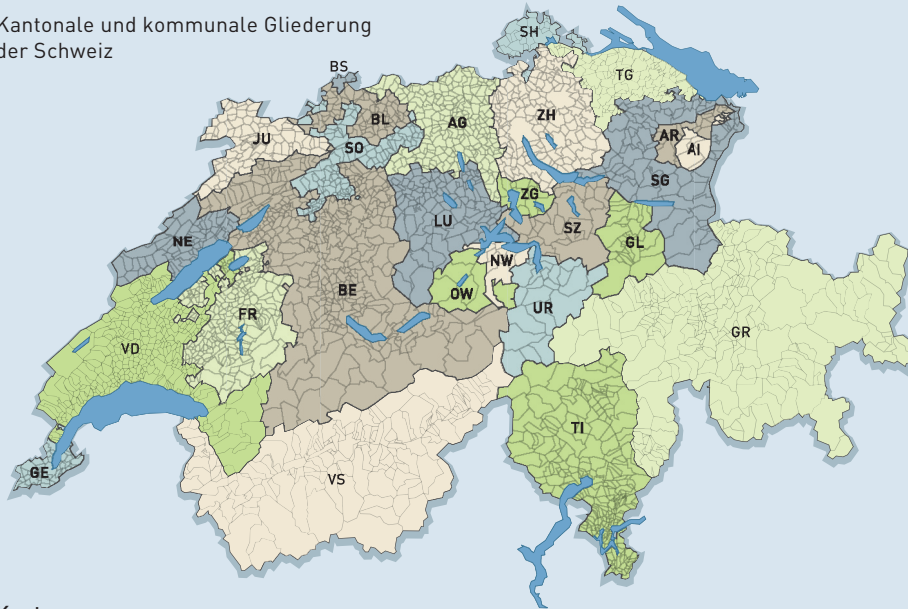 Kantonale und kommunale Gliederung
der Schweiz
SH
BS
TG
BL
AG
ZH
JU
SO
AR
AI
SG
ZG
LU
SZ
NE
GL
NW
BE
OW
UR
FR
GR
VD
TI
GE
VS